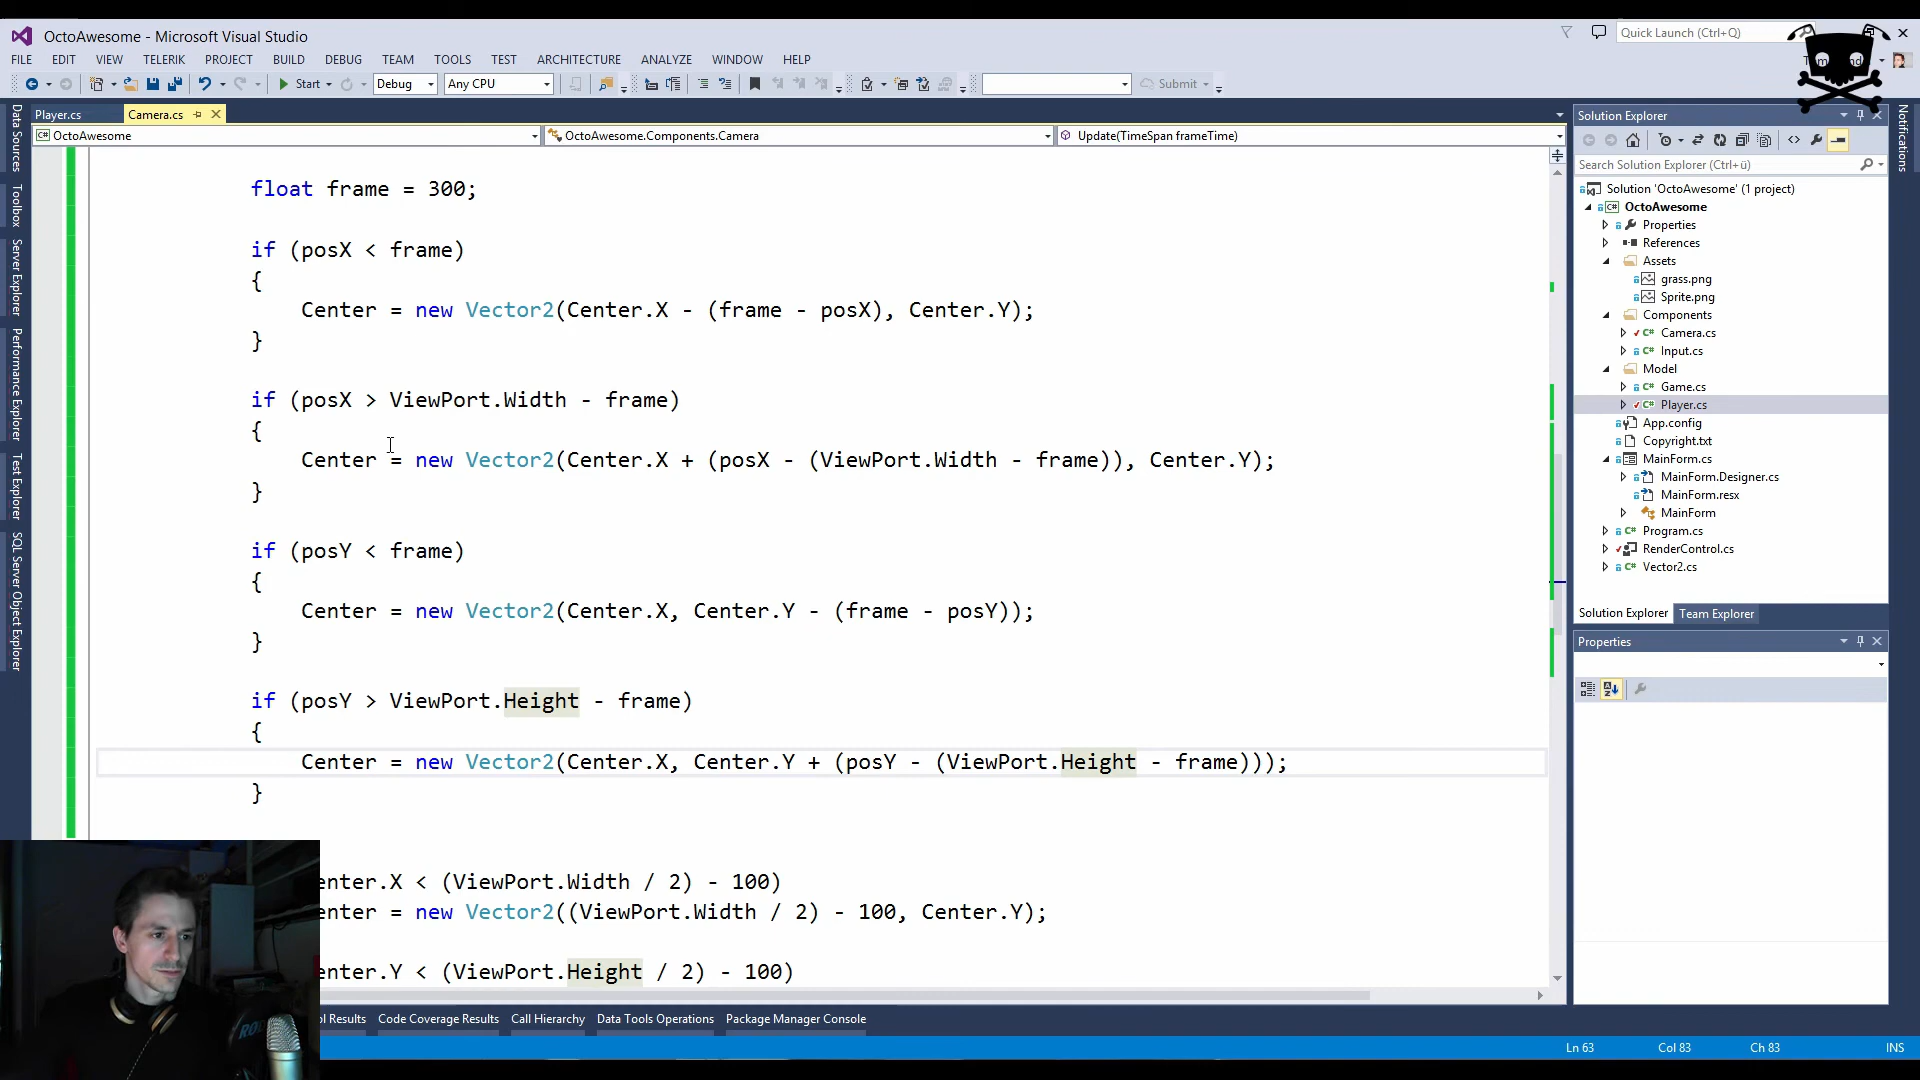 OctoAwesome - Microsoft Visual Studio
Quick Launch (Ctrl+Q)
FILE EDIT VIEW TELERIK PROJECT BUILD DEBUG TEAM TOOLS TEST ARCHITECTURE ANALYZE WINDOW HELP
Start Debug Any CPU Submit
Player.cs Camera.cs
OctoAwesome OctoAwesome.Components.Camera Update(TimeSpan frameTime)
Data Sources
Toolbox
Server Explorer
Performance Explorer
Test Explorer
SQL Server Object Explorer
float frame = 300;
if (posX < frame)
{
Center = new Vector2(Center.X - (frame - posX), Center.Y);
}
if (posX > ViewPort.Width - frame)
{
Center = new Vector2(Center.X + (posX - (ViewPort.Width - frame)), Center.Y);
}
if (posY < frame)
{
Center = new Vector2(Center.X, Center.Y - (frame - posY));
}
if (posY > ViewPort.Height - frame)
{
Center = new Vector2(Center.X, Center.Y + (posY - (ViewPort.Height - frame)));
}
enter.X < (ViewPort.Width / 2) - 100)
enter = new Vector2((ViewPort.Width / 2) - 100, Center.Y);
enter.Y < (ViewPort.Height / 2) - 100)
Solution Explorer
Search Solution Explorer (Ctrl+ü)
Solution 'OctoAwesome' (1 project)
OctoAwesome
Properties
References
Assets
grass.png
Sprite.png
Components
Camera.cs
Input.cs
Model
Game.cs
Player.cs
App.config
Copyright.txt
MainForm.cs
MainForm.Designer.cs
MainForm.resx
MainForm
Program.cs
RenderControl.cs
Vector2.cs
Solution Explorer Team Explorer
Properties
Notifications
ol Results Code Coverage Results Call Hierarchy Data Tools Operations Package Manager Console
Ln 63 Col 83 Ch 83 INS